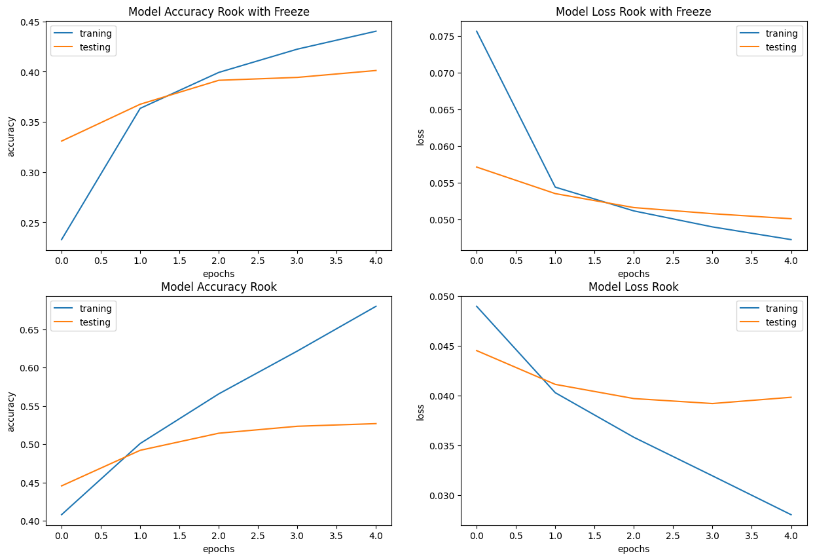 Model Accuracy Rook with Freeze
traning
testing
accuracy
0.45
0.40
0.35
0.30
0.25
0.0 0.5 1.0 1.5 2.0 2.5 3.0 3.5 4.0
epochs
Model Loss Rook with Freeze
traning
testing
loss
0.075
0.070
0.065
0.060
0.055
0.050
0.0 0.5 1.0 1.5 2.0 2.5 3.0 3.5 4.0
epochs
Model Accuracy Rook
traning
testing
accuracy
0.65
0.60
0.55
0.50
0.45
0.40
0.0 0.5 1.0 1.5 2.0 2.5 3.0 3.5 4.0
epochs
Model Loss Rook
traning
testing
loss
0.050
0.045
0.040
0.035
0.030
0.0 0.5 1.0 1.5 2.0 2.5 3.0 3.5 4.0
epochs